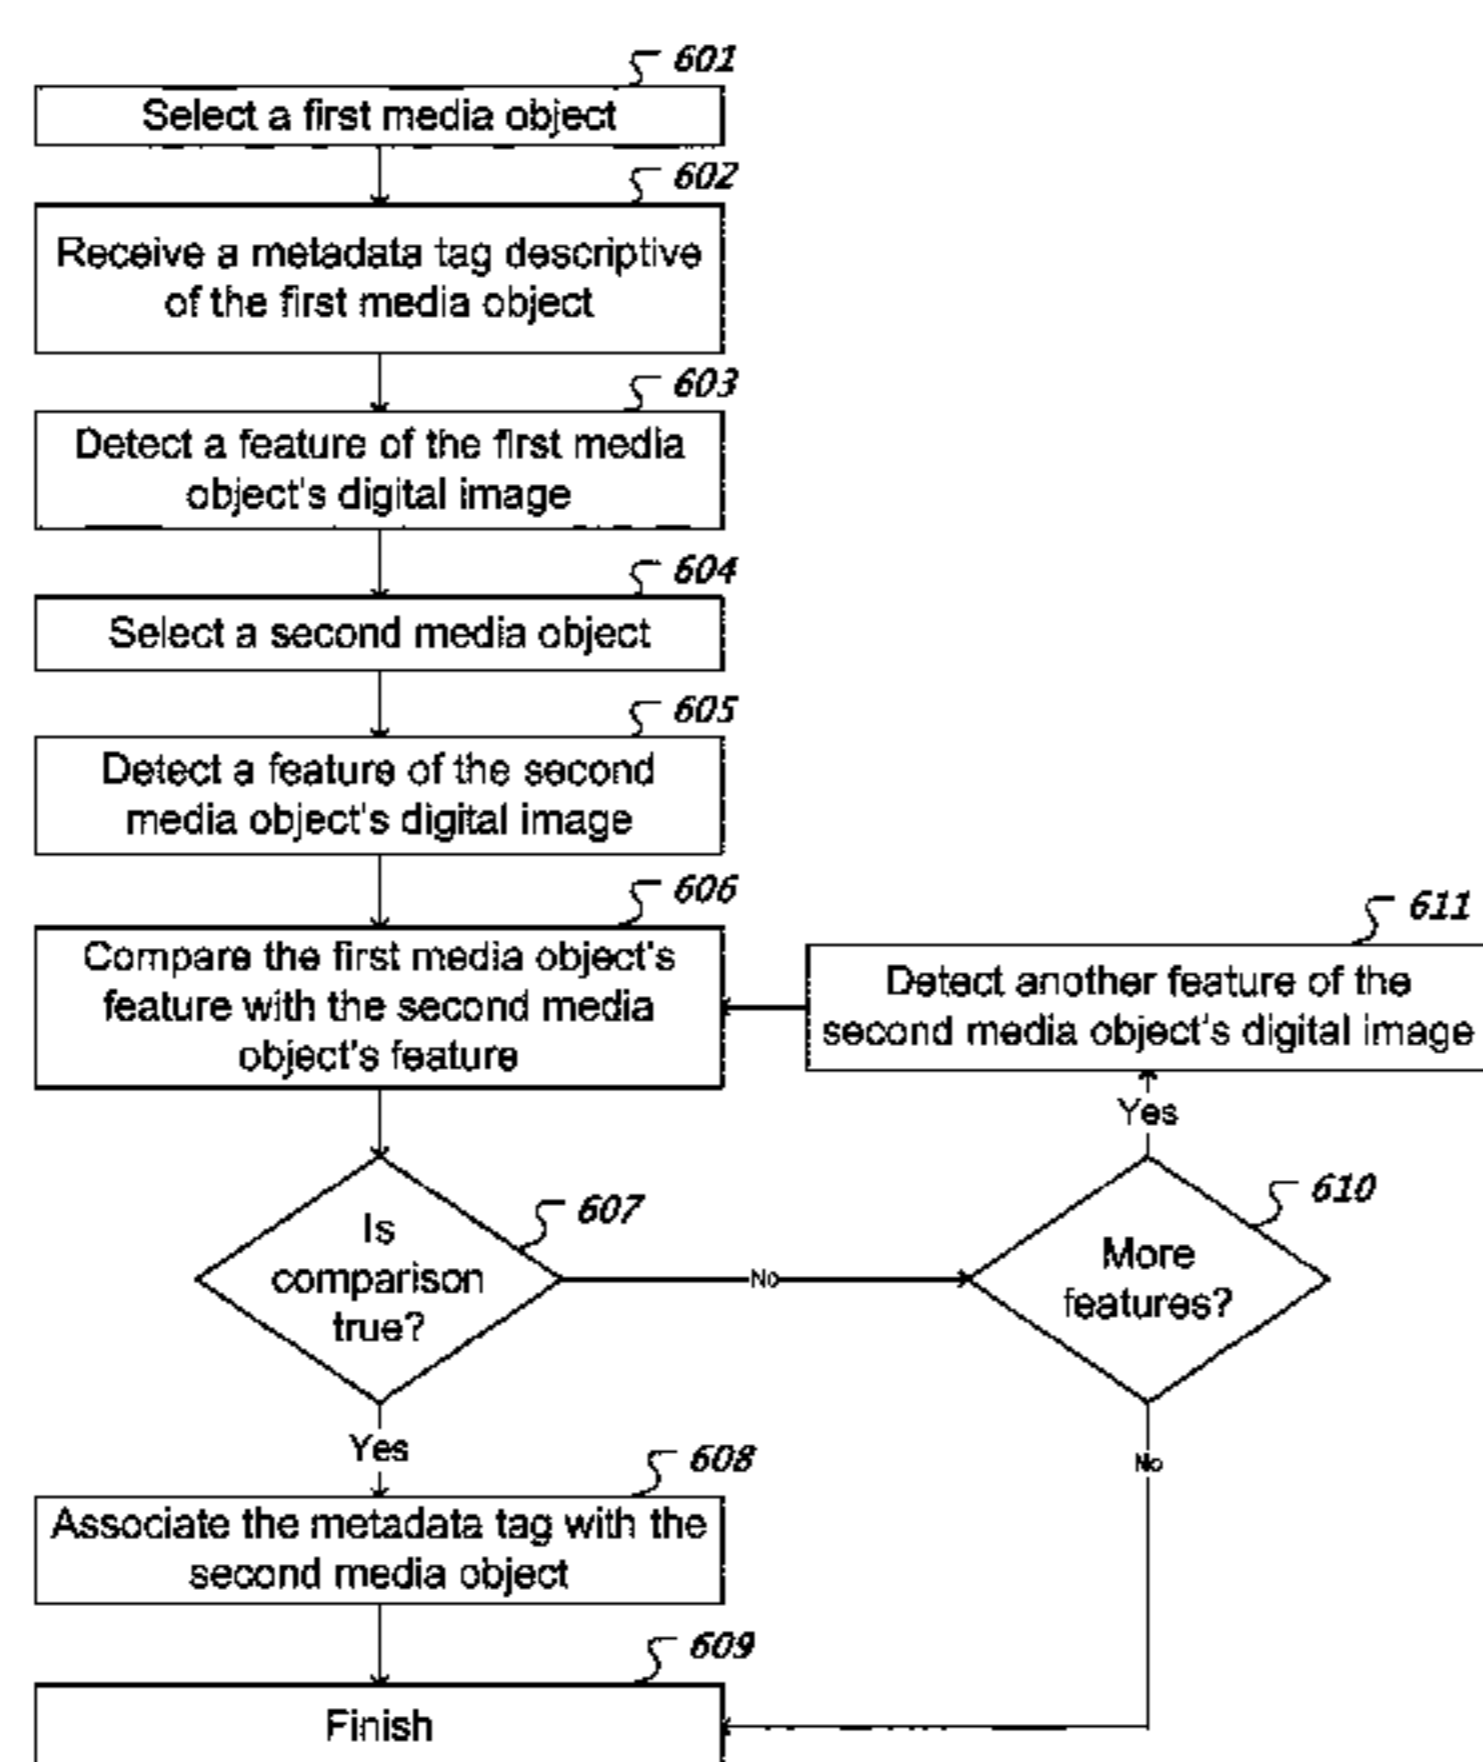 601
Select a first media object
602
Receive a metadata tag descriptive
of the first media object
603
Detect a feature of the first media
object's digital image
604
Select a second media object
605
Detect a feature of the second
media object's digital image
606
Compare the first media object's
feature with the second media
object's feature
611
Detect another feature of the
second media object's digital image
Yes
607
Is
comparison
true?
No
610
More
features?
Yes
No
608
Associate the metadata tag with the
second media object
609
Finish